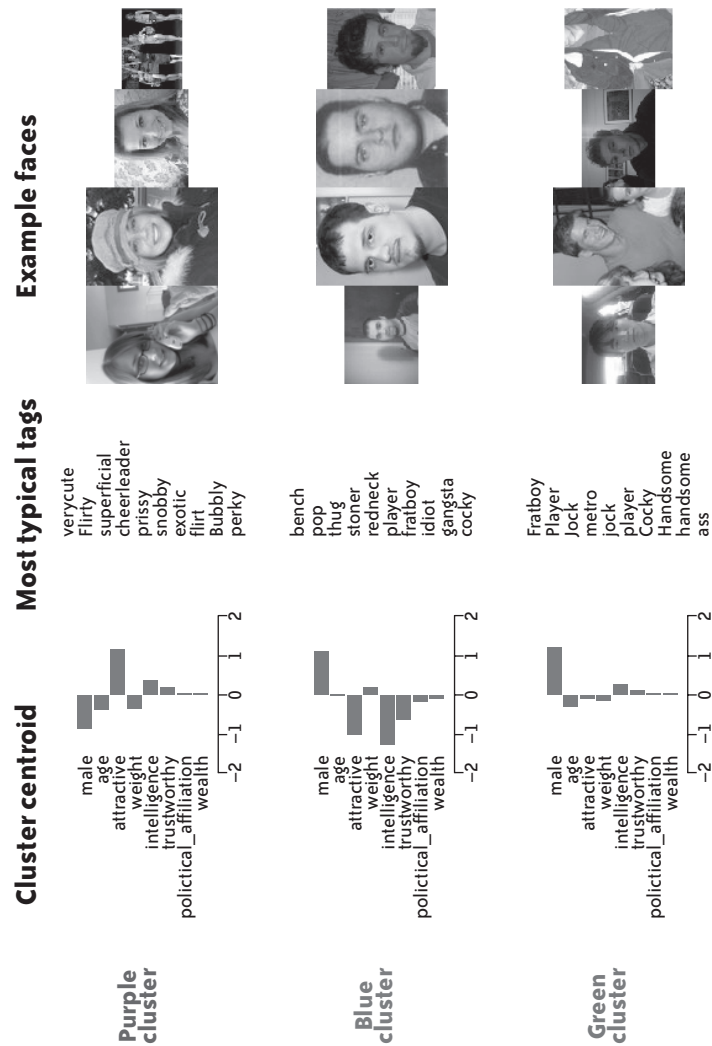 Cluster centroid
Most typical tags
Example faces
Purple
cluster
male
age
attractive
weight
intelligence
trustworthy
polictical_affiliation
wealth
−2 −1 0 1 2
verycute
Flirty
superficial
cheerleader
prissy
snobby
exotic
flirt
Bubbly
perky
Blue
cluster
male
age
attractive
weight
intelligence
trustworthy
polictical_affiliation
wealth
−2 −1 0 1 2
bench
pop
thug
stoner
redneck
player
fratboy
idiot
gangsta
cocky
Green
cluster
male
age
attractive
weight
intelligence
trustworthy
polictical_affiliation
wealth
−2 −1 0 1 2
Fratboy
Player
Jock
metro
jock
player
Cocky
Handsome
handsome
ass